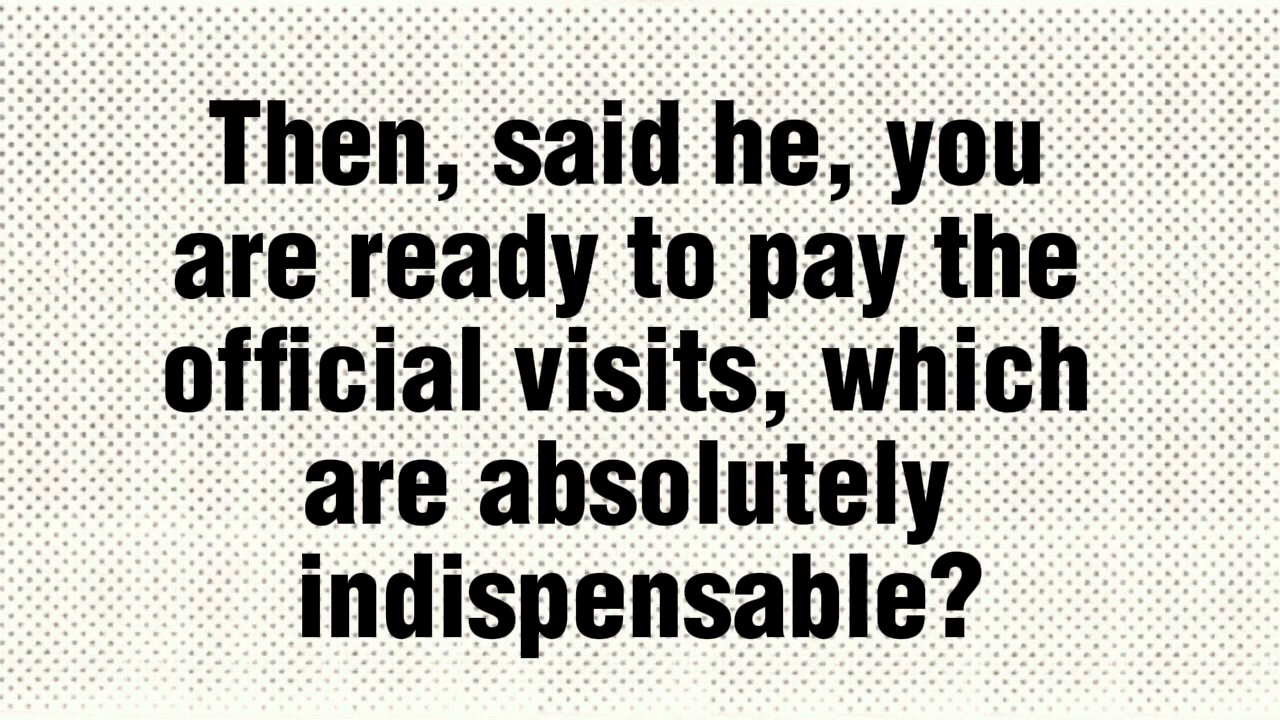 Then, said he, you
are ready to pay the
official visits, which
are absolutely
indispensable?